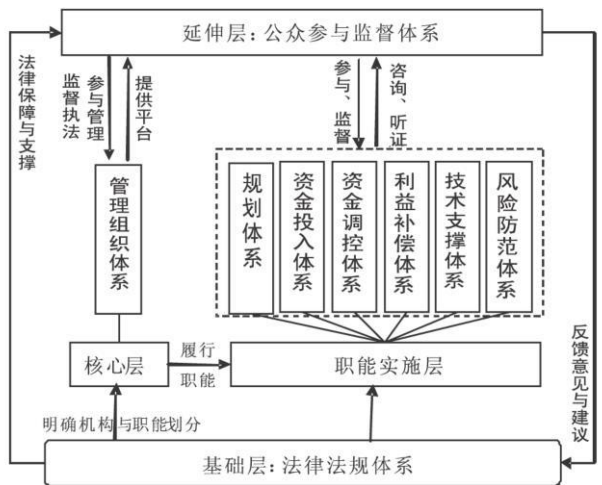 延伸层:公众参与监督体系
法律保障与支撑
监督执法
参与管理
提供平台
参与、监督
咨询、听证
管理组织体系
规划体系
资金投入体系
资金调控体系
利益补偿体系
技术支撑体系
风险防范体系
反馈意见与建议
核心层
履行
职能
职能实施层
明确机构与职能划分
基础层:法律法规体系